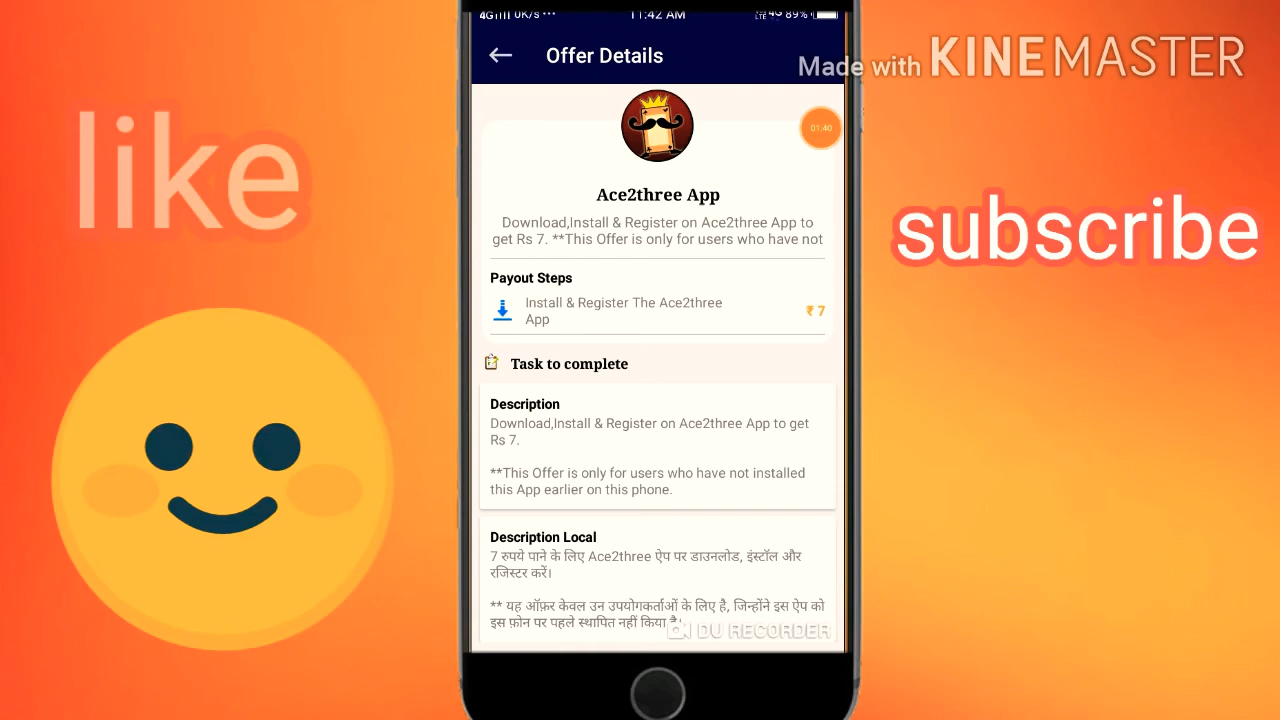 4G 0K/s ... 11:42 AM LTE 4G 89%
Offer Details
Made with KINEMASTER
01:40
like
subscribe
Ace2three App
Download,Install & Register on Ace2three App to
get Rs 7. **This Offer is only for users who have not
Payout Steps
Install & Register The Ace2three
App
₹ 7
Task to complete
Description
Download,Install & Register on Ace2three App to get
Rs 7.
**This Offer is only for users who have not installed
this App earlier on this phone.
Description Local
7 रुपये पाने के लिए Ace2three ऐप पर डाउनलोड, इंस्टॉल और
रजिस्टर करें।
** यह ऑफ़र केवल उन उपयोगकर्ताओं के लिए है, जिन्होंने इस ऐप को
इस फ़ोन पर पहले स्थापित नहीं किया है।
DU RECORDER